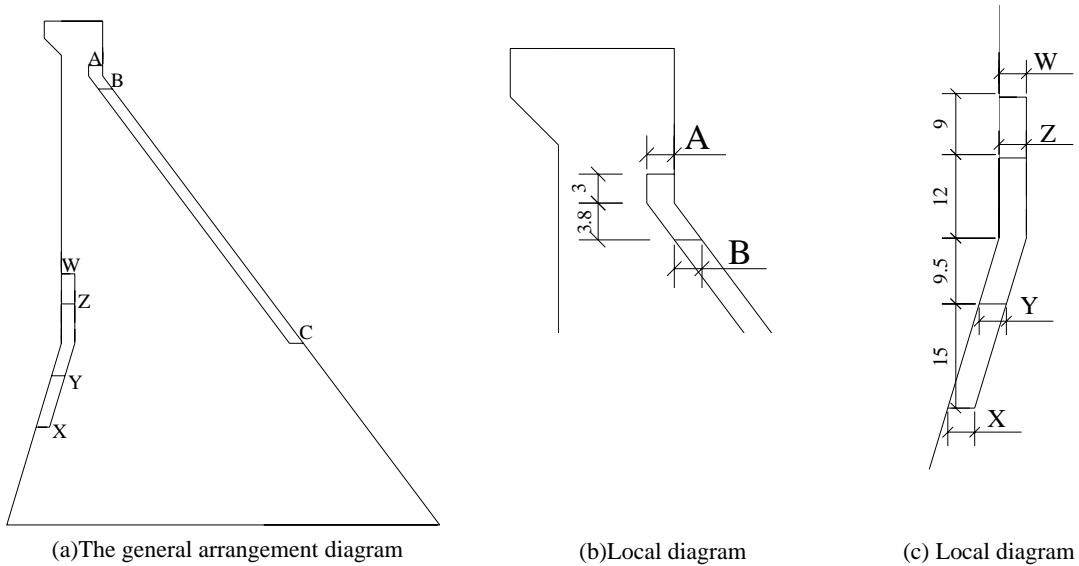 A
B
C
W
Z
Y
X
(a)The general arrangement diagram
A
3
3.8
B
(b)Local diagram
W
9
Z
12
9.5
Y
15
X
(c) Local diagram